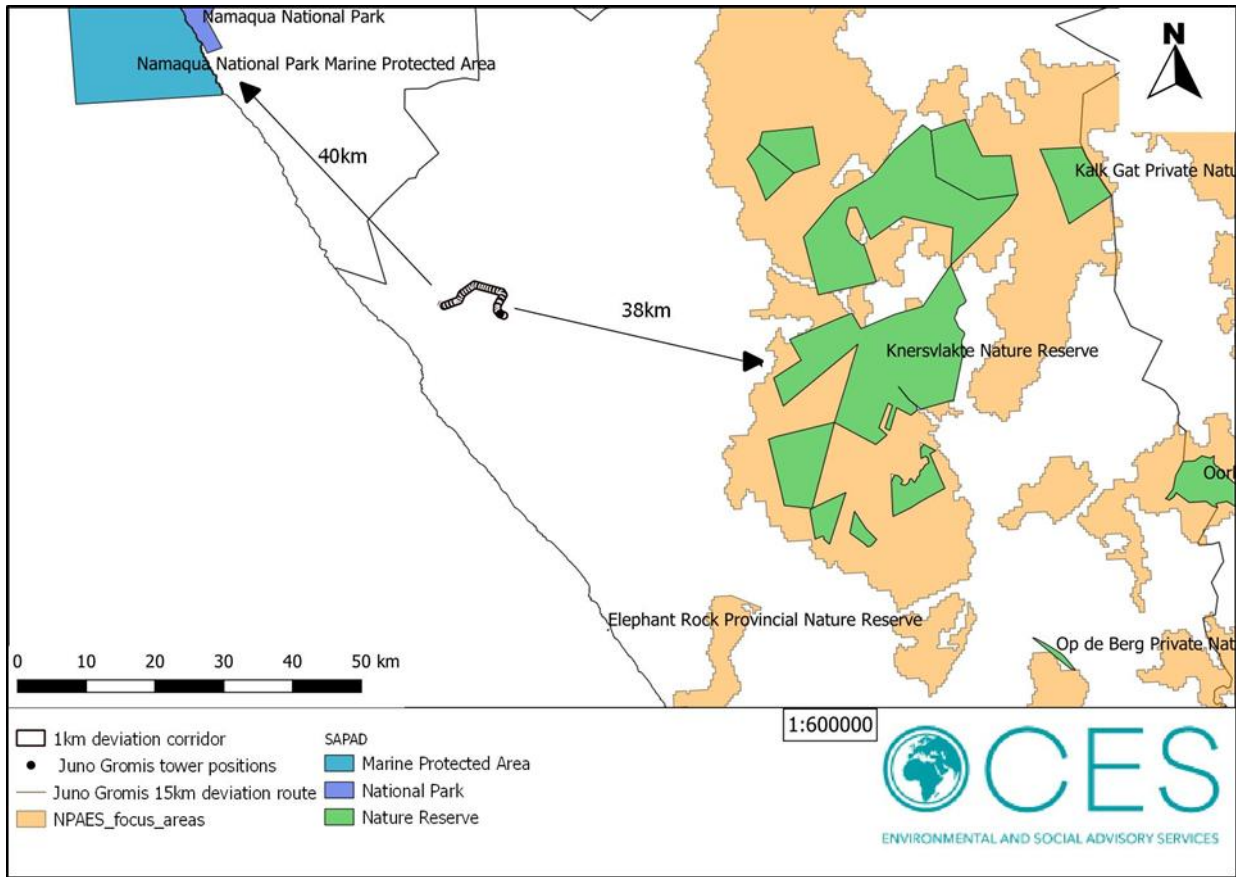 Namaqua National Park
Namaqua National Park Marine Protected Area
N
40km
Kalk Gat Private Natu
38km
Knersvlakte Nature Reserve
Oorl
Elephant Rock Provincial Nature Reserve
Op de Berg Private Nat
0 10 20 30 40 50 km
1:600000
1km deviation corridor
Juno Gromis tower positions
Juno Gromis 15km deviation route
NPAES_focus_areas
SAPAD
Marine Protected Area
National Park
Nature Reserve
CES
ENVIRONMENTAL AND SOCIAL ADVISORY SERVICES